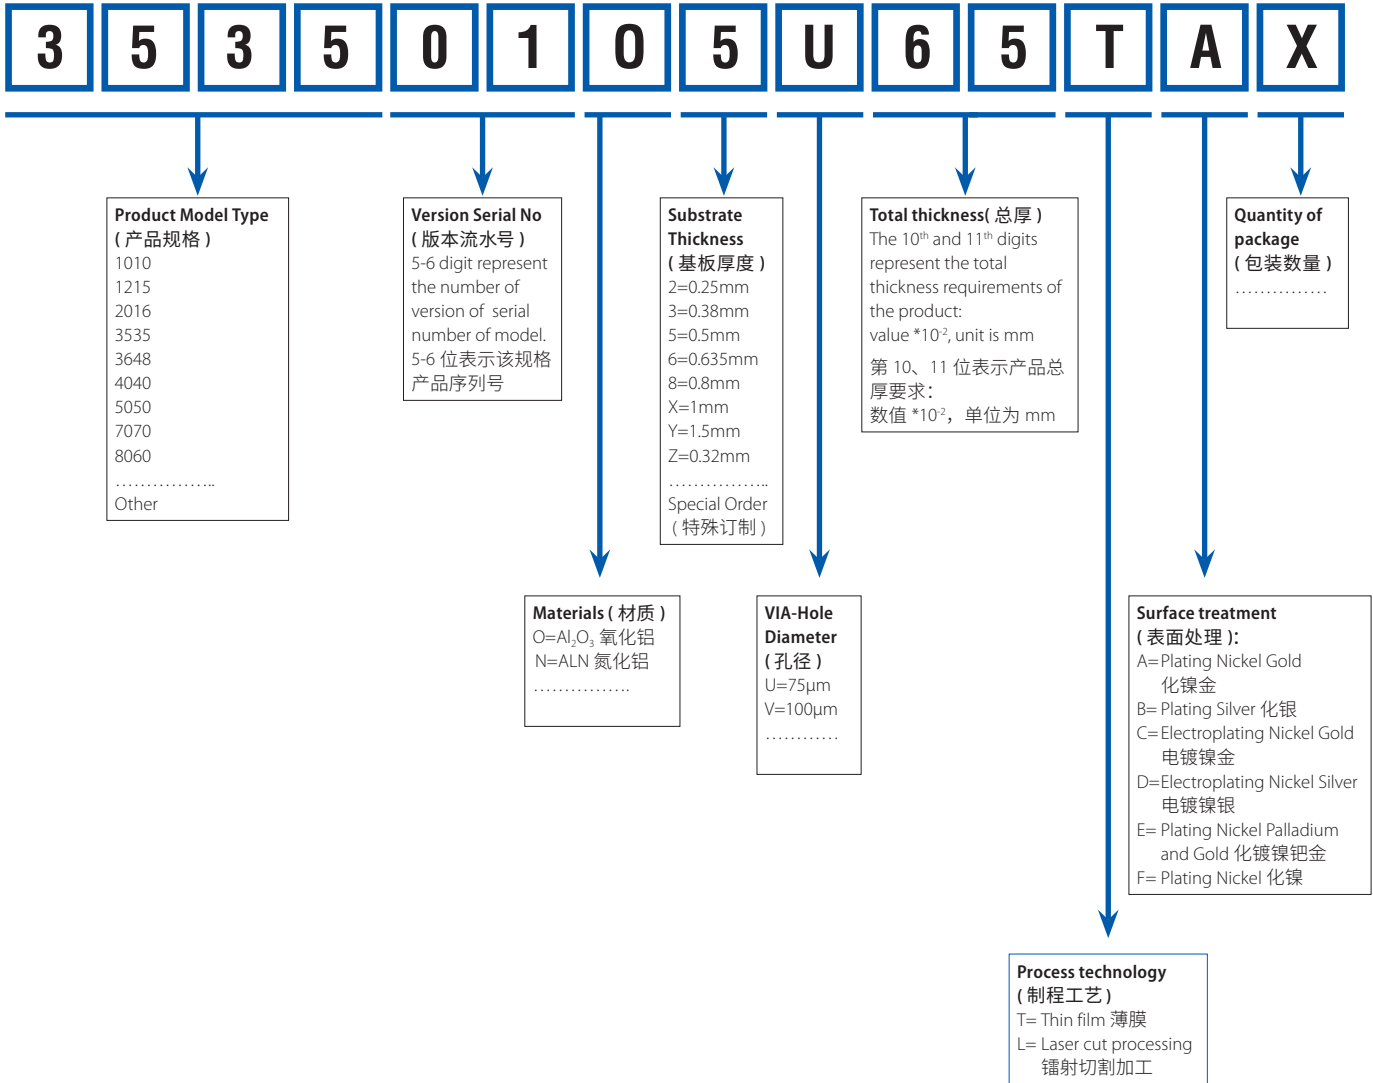 3 5 3 5 0 1 O 5 U 6 5 T A X
Product Model Type
( 产品规格 )
1010
1215
2016
3535
3648
4040
5050
7070
8060
……………..
Other
Version Serial No
( 版本流水号 )
5-6 digit represent
the number of
version of serial
number of model.
5-6 位表示该规格
产品序列号
Substrate
Thickness
( 基板厚度 )
2=0.25mm
3=0.38mm
5=0.5mm
6=0.635mm
8=0.8mm
X=1mm
Y=1.5mm
Z=0.32mm
……………..
Special Order
( 特殊订制 )
Total thickness( 总厚 )
The 10th and 11th digits
represent the total
thickness requirements of
the product:
value *10-2, unit is mm
第 10、11 位表示产品总
厚要求：
数值 *10-2，单位为 mm
Quantity of
package
( 包装数量 )
……………
Materials ( 材质 )
O=Al2O3 氧化铝
N=ALN 氮化铝
…………….
VIA-Hole
Diameter
( 孔径 )
U=75μm
V=100μm
…………
Surface treatment
( 表面处理 ):
A= Plating Nickel Gold
化镍金
B= Plating Silver 化银
C= Electroplating Nickel Gold
电镀镍金
D= Electroplating Nickel Silver
电镀镍银
E= Plating Nickel Palladium
and Gold 化镀镍钯金
F= Plating Nickel 化镍
Process technology
( 制程工艺 )
T= Thin film 薄膜
L= Laser cut processing
镭射切割加工